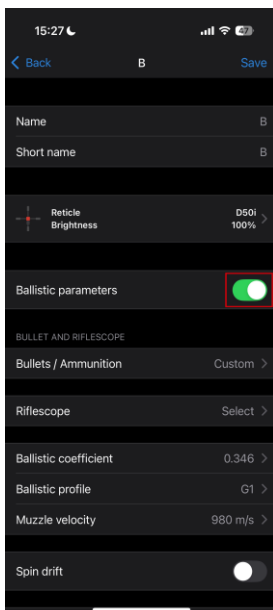 15:27
47
Back B Save
Name B
Short name B
Reticle D50i
Brightness 100%
Ballistic parameters
BULLET AND RIFLESCOPE
Bullets / Ammunition Custom
Riflescope Select
Ballistic coefficient 0.346
Ballistic profile G1
Muzzle velocity 980 m/s
Spin drift